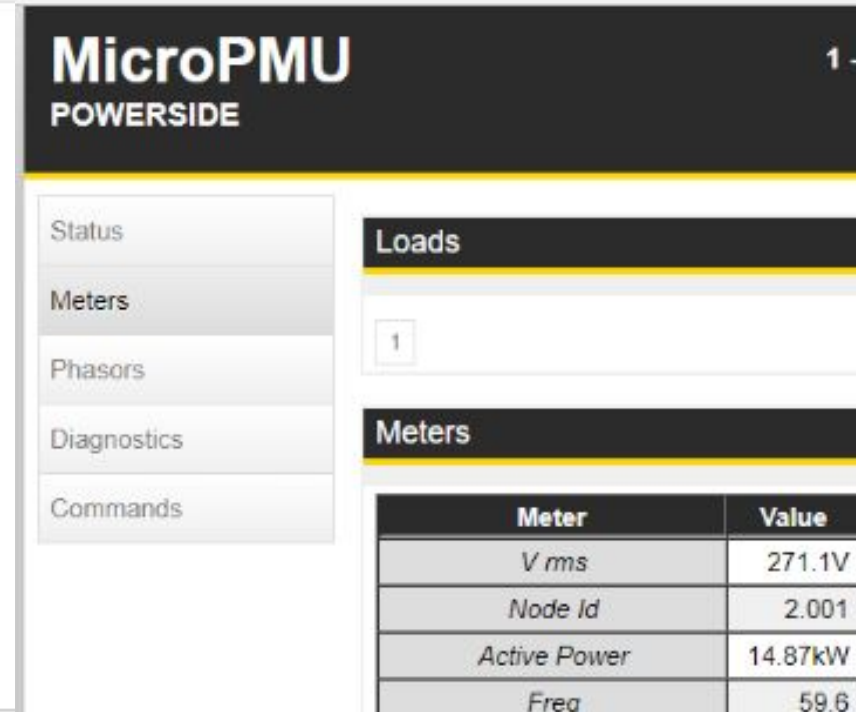 MicroPMU
POWERSIDE
1 -
Status
Meters
Phasors
Diagnostics
Commands
Loads
1
Meters
Meter Value
V rms 271.1V
Node Id 2.001
Active Power 14.87kW
Freq 59.6